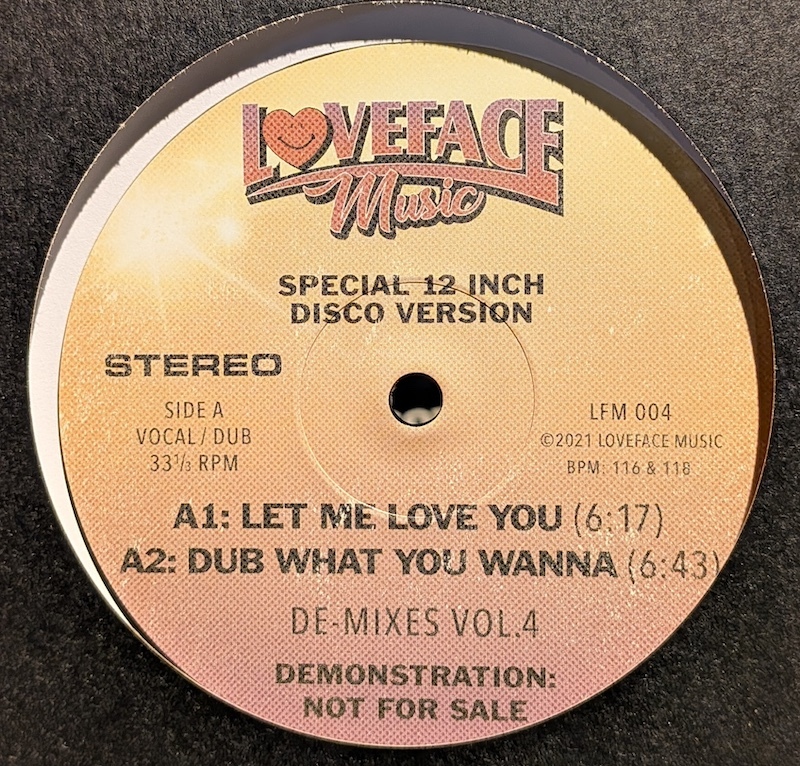 LOVEFACE
Music
SPECIAL 12 INCH
DISCO VERSION
STEREO
SIDE A
VOCAL / DUB
33 1/3 RPM
LFM 004
©2021 LOVEFACE MUSIC
BPM: 116 & 118
A1: LET ME LOVE YOU (6:17)
A2: DUB WHAT YOU WANNA (6:43)
DE-MIXES VOL.4
DEMONSTRATION:
NOT FOR SALE